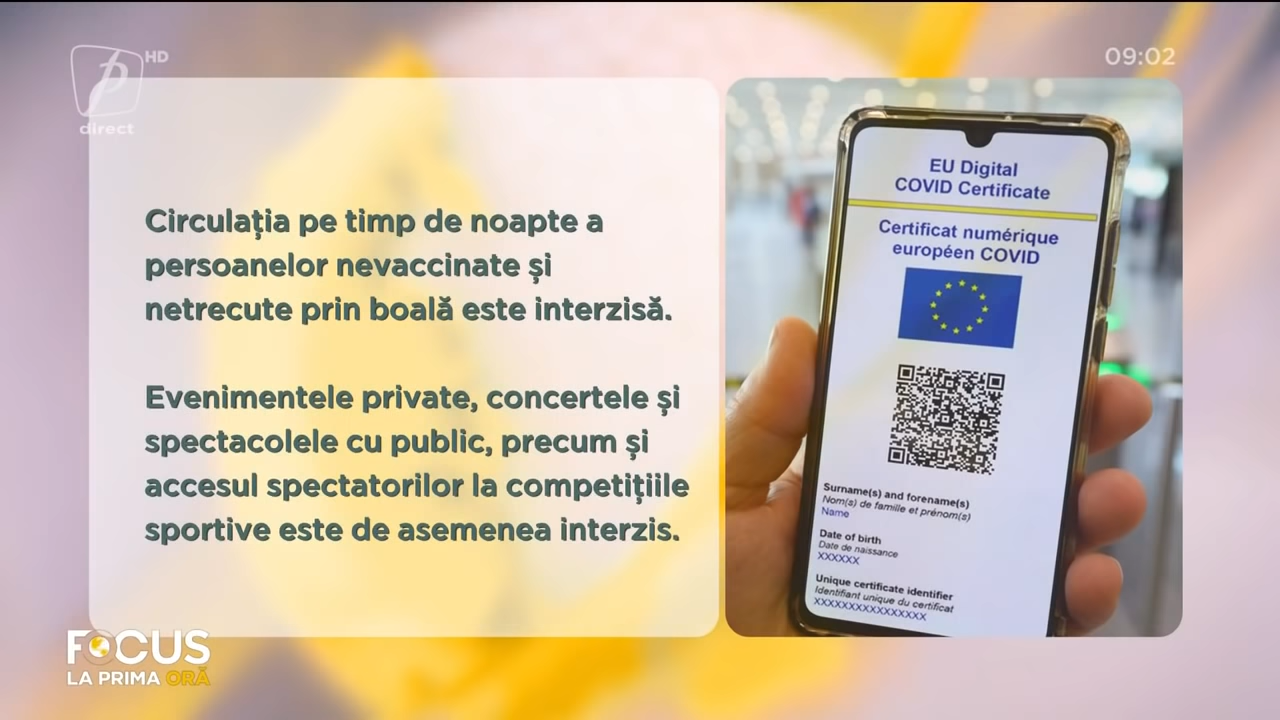 HD
direct
09:02
Circulația pe timp de noapte a
persoanelor nevaccinate și
netrecute prin boală este interzisă.
Evenimentele private, concertele și
spectacolele cu public, precum și
accesul spectatorilor la competițiile
sportive este de asemenea interzis.
EU Digital
COVID Certificate
Certificat numérique
européen COVID
Surname(s) and forename(s)
Nom(s) de famille et prénom(s)
Name
Date of birth
Date de naissance
XXXXXX
Unique certificate identifier
Identifiant unique du certificat
XXXXXXXXXXXXXXXX
FOCUS
LA PRIMA ORĂ